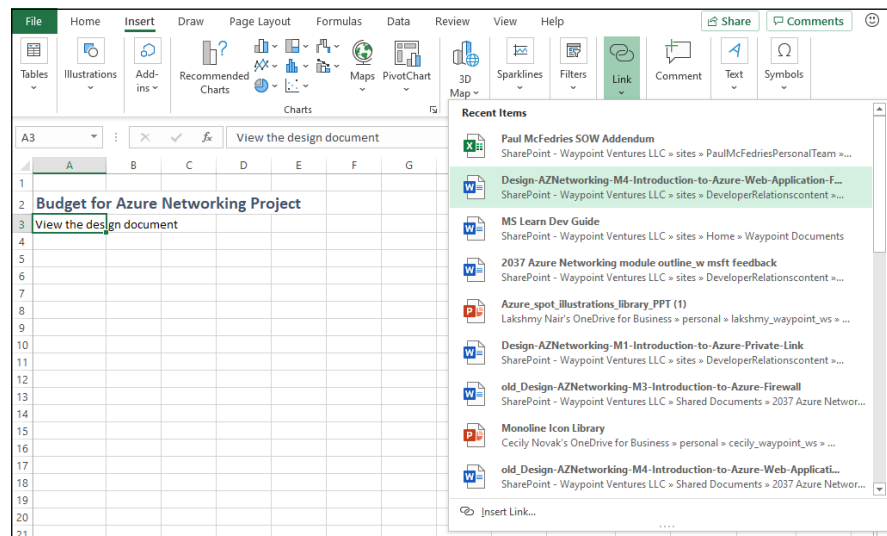 File Home Insert Draw Page Layout Formulas Data Review View Help Share Comments
Tables Illustrations Add-ins Recommended Charts Maps PivotChart 3D Map Sparklines Filters Link Comment Text Symbols
Charts
A3 fx View the design document
A B C D E F G
1
2 Budget for Azure Networking Project
3 View the design document
4
5
6
7
8
9
10
11
12
13
14
15
16
17
18
19
20
21
Recent Items
Paul McFedries SOW Addendum
SharePoint - Waypoint Ventures LLC » sites » PaulMcFedriesPersonalTeam »...
Design-AZNetworking-M4-Introduction-to-Azure-Web-Application-F...
SharePoint - Waypoint Ventures LLC » sites » DeveloperRelationscontent »...
MS Learn Dev Guide
SharePoint - Waypoint Ventures LLC » sites » Home » Waypoint Documents
2037 Azure Networking module outline_w msft feedback
SharePoint - Waypoint Ventures LLC » sites » DeveloperRelationscontent »...
Azure_spot_illustrations_library_PPT (1)
Lakshmy Nair's OneDrive for Business » personal » lakshmy_waypoint_ws » ...
Design-AZNetworking-M1-Introduction-to-Azure-Private-Link
SharePoint - Waypoint Ventures LLC » sites » DeveloperRelationscontent »...
old_Design-AZNetworking-M3-Introduction-to-Azure-Firewall
SharePoint - Waypoint Ventures LLC » Shared Documents » 2037 Azure Networ...
Monoline Icon Library
Cecily Novak's OneDrive for Business » personal » cecily_waypoint_ws » ...
old_Design-AZNetworking-M4-Introduction-to-Azure-Web-Applicati...
SharePoint - Waypoint Ventures LLC » Shared Documents » 2037 Azure Networ...
Insert Link...